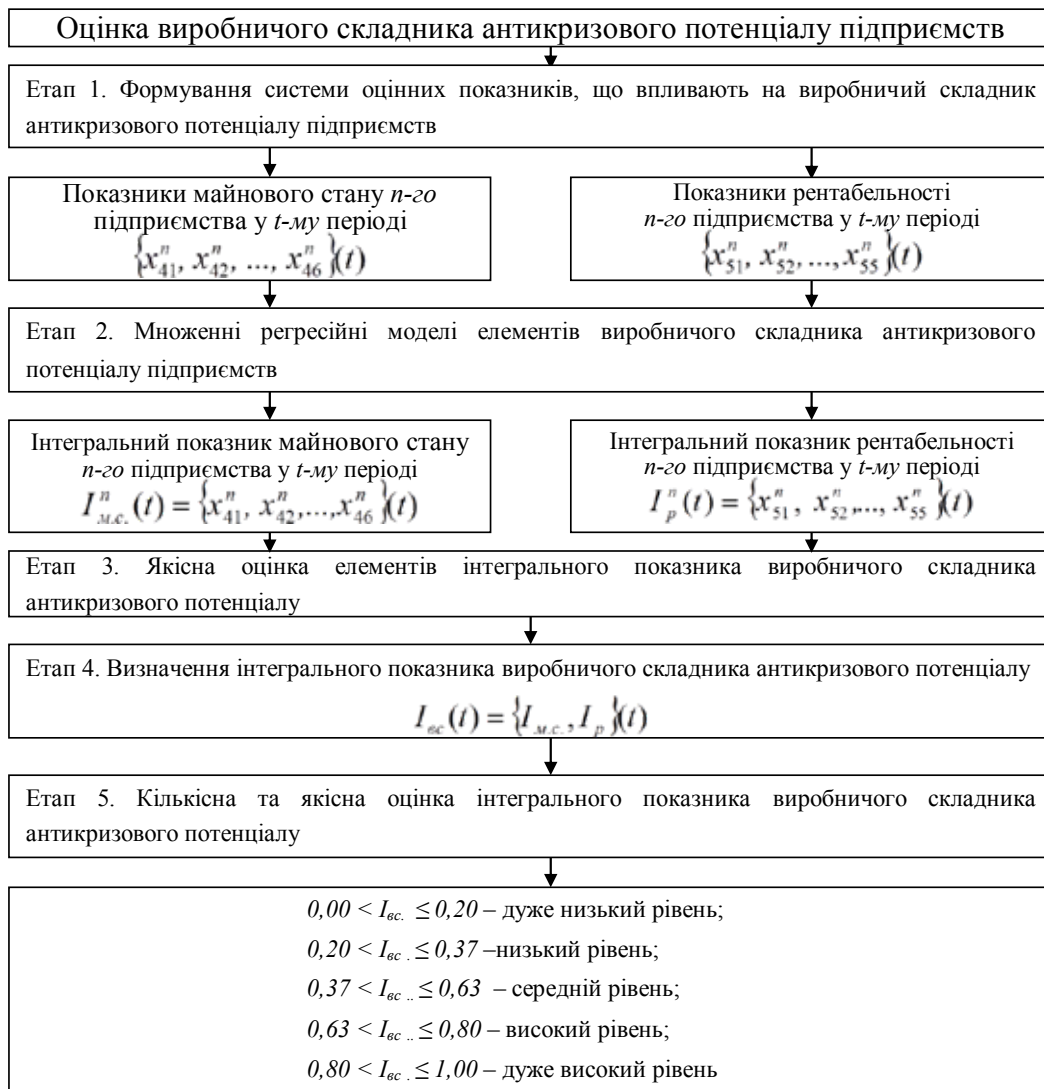 Оцінка виробничого складника антикризового потенціалу підприємств
Етап 1. Формування системи оцінних показників, що впливають на виробничий складник
антикризового потенціалу підприємств
Показники майнового стану n-го
підприємства у t-му періоді
{x₄₁ⁿ, x₄₂ⁿ, ..., x₄₆ⁿ}(t)
Показники рентабельності
n-го підприємства у t-му періоді
{x₅₁ⁿ, x₅₂ⁿ, ..., x₅₅ⁿ}(t)
Етап 2. Множенні регресійні моделі елементів виробничого складника антикризового
потенціалу підприємств
Інтегральний показник майнового стану
n-го підприємства у t-му періоді
Iⁿм.с.(t) = {x₄₁ⁿ, x₄₂ⁿ,...,x₄₆ⁿ}(t)
Інтегральний показник рентабельності
n-го підприємства у t-му періоді
Iⁿр(t) = {x₅₁ⁿ, x₅₂ⁿ,..., x₅₅ⁿ}(t)
Етап 3. Якісна оцінка елементів інтегрального показника виробничого складника
антикризового потенціалу
Етап 4. Визначення інтегрального показника виробничого складника антикризового потенціалу
Iвс(t) = {Iм.с., Iр}(t)
Етап 5. Кількісна та якісна оцінка інтегрального показника виробничого складника
антикризового потенціалу
0,00 < Iвс. ≤ 0,20 – дуже низький рівень;
0,20 < Iвс . ≤ 0,37 –низький рівень;
0,37 < Iвс .. ≤ 0,63 – середній рівень;
0,63 < Iвс .. ≤ 0,80 – високий рівень;
0,80 < Iвс . ≤ 1,00 – дуже високий рівень